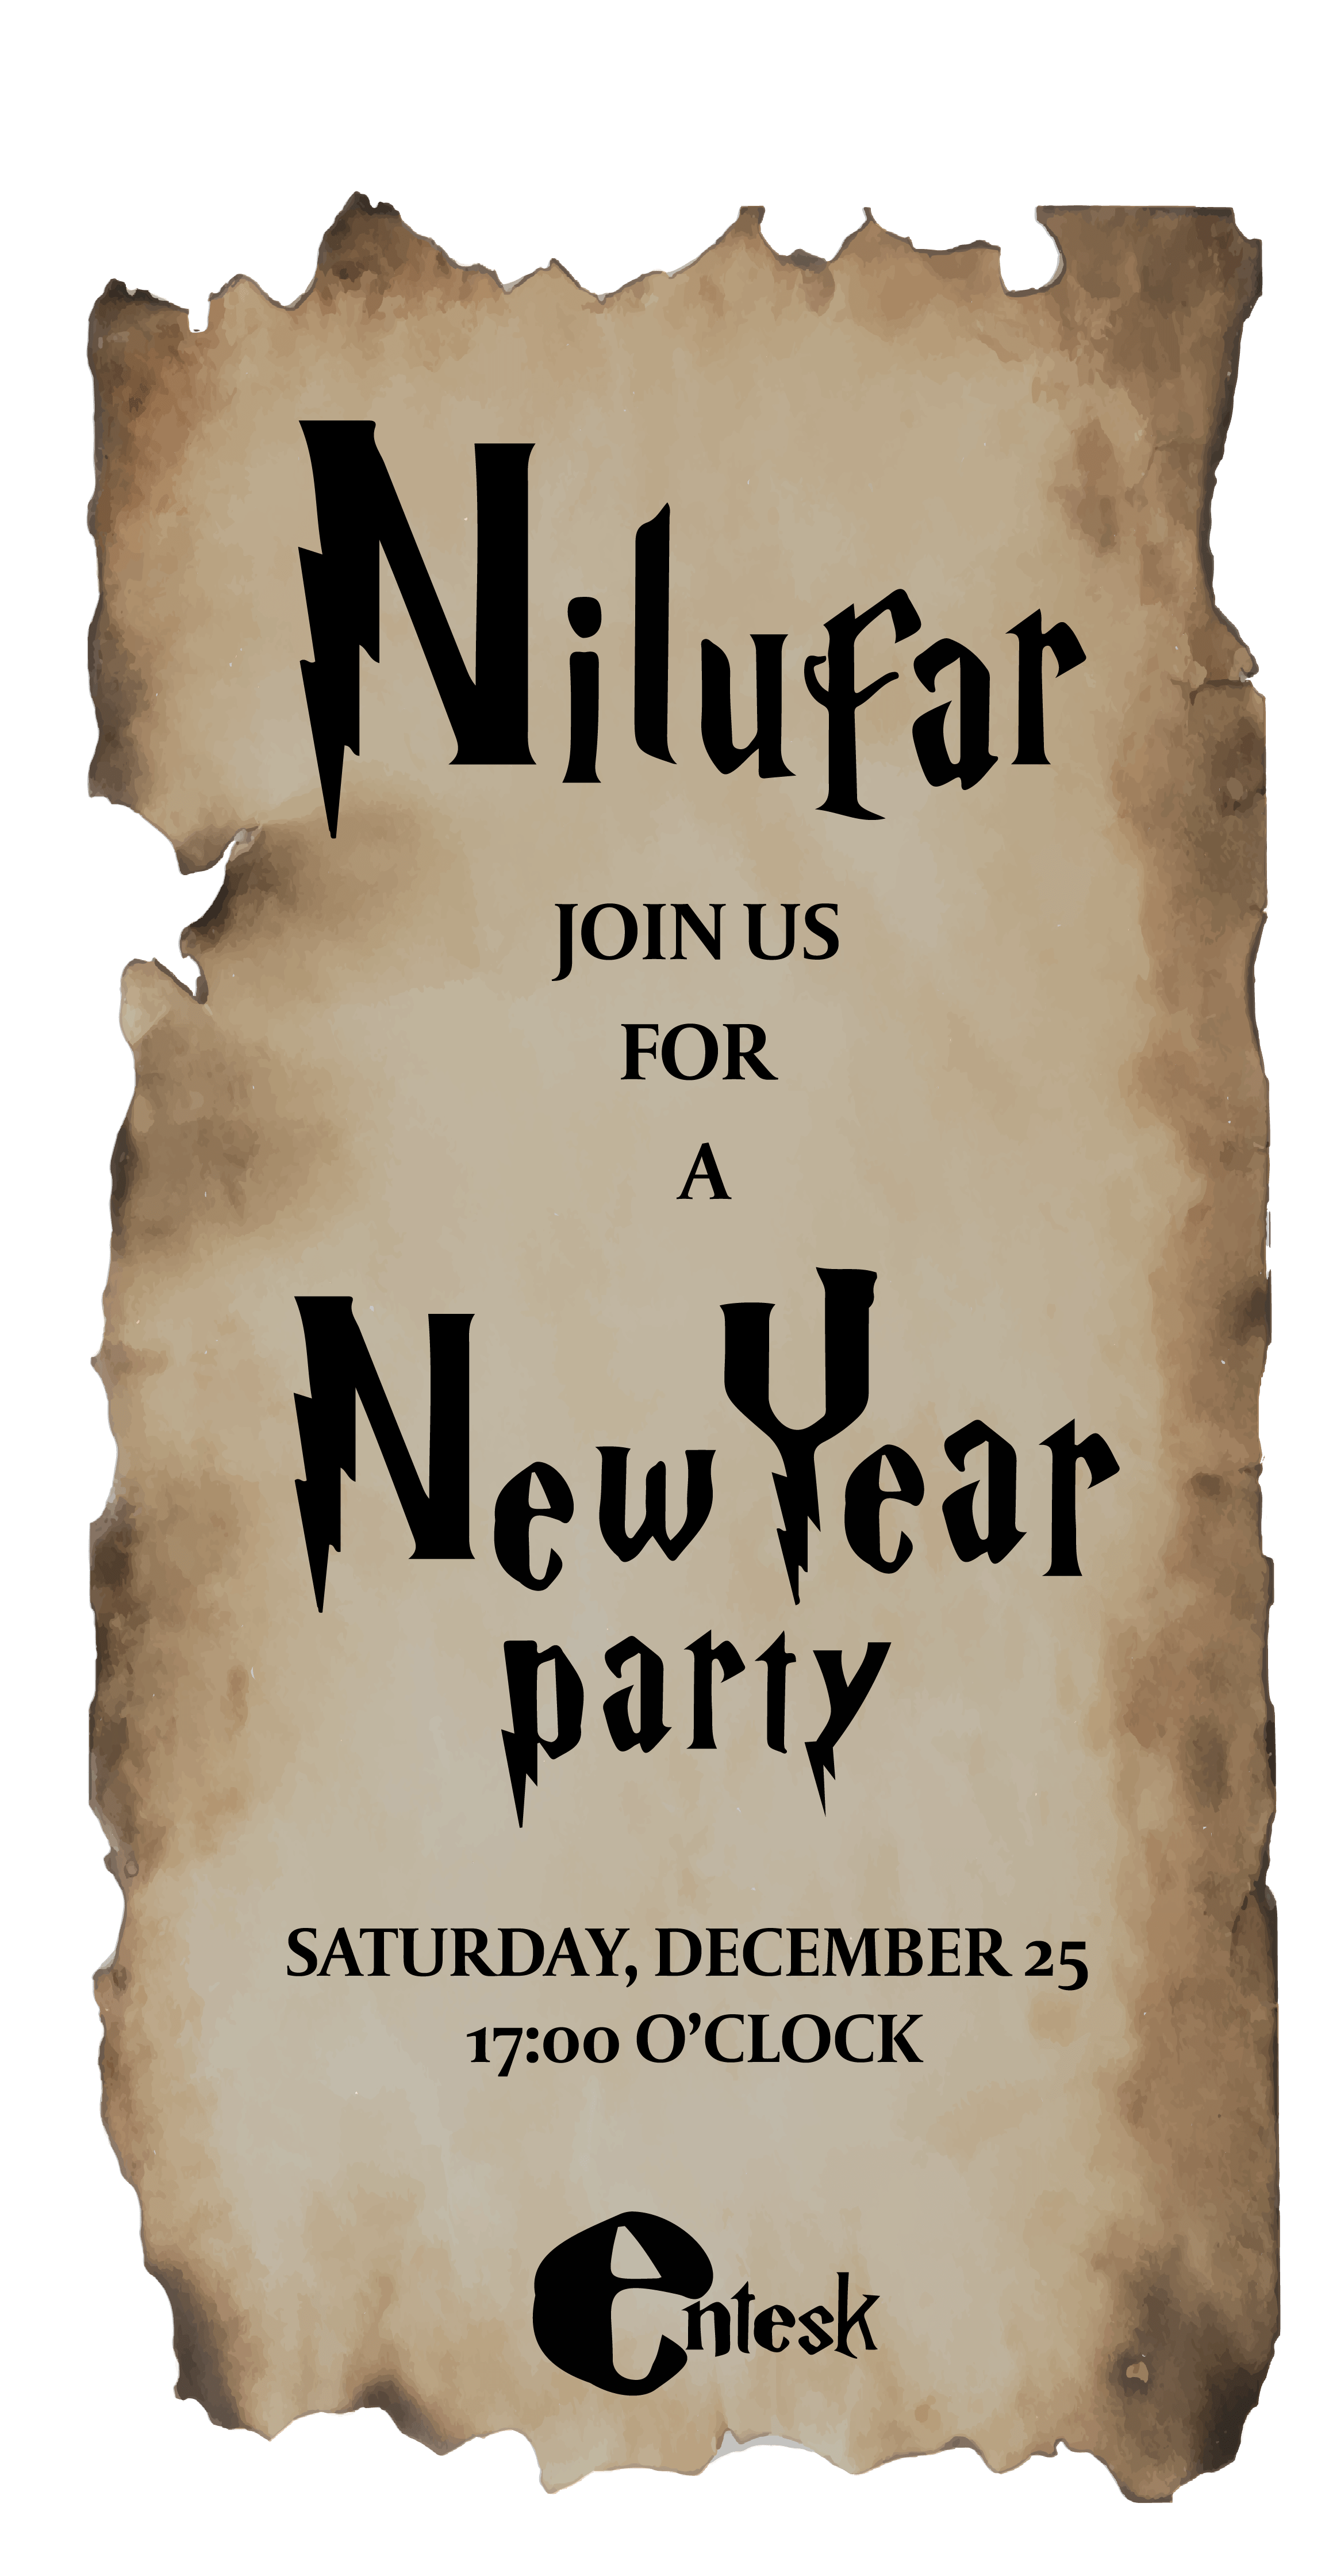 Nilufar
JOIN US
FOR
A
New Year
party
SATURDAY, DECEMBER 25
17:00 O’CLOCK
entesk